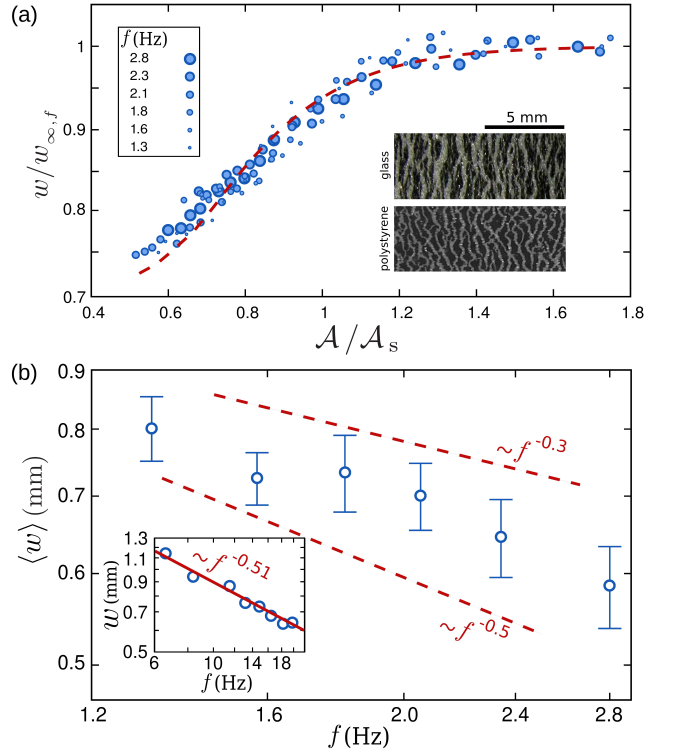 (a)
f(Hz)
2.8
2.3
2.1
1.8
1.6
1.3
1
0.9
0.8
0.7
w/w∞,f
5 mm
glass
polystyrene
0.4
0.6
0.8
1
1.2
1.4
1.6
1.8
𝒜/𝒜s
(b)
0.9
0.8
0.7
0.6
0.5
⟨w⟩ (mm)
~f -0.3
~f -0.5
1.3
1.1
0.9
0.7
0.5
w (mm)
~f -0.51
6
10
14
18
f(Hz)
1.2
1.6
2.0
2.4
2.8
f(Hz)